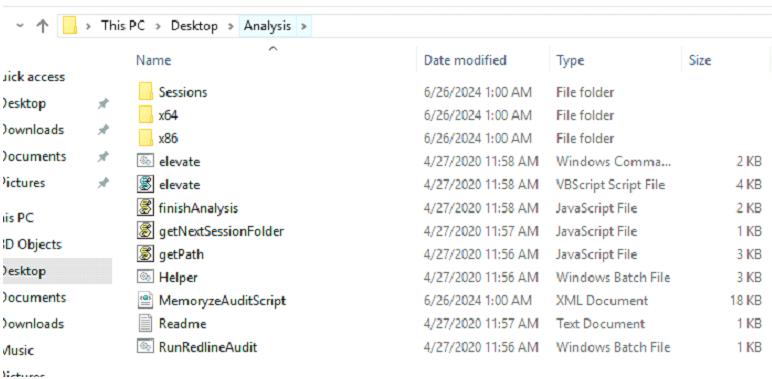 This PC > Desktop > Analysis >
Name Date modified Type Size
uick access
Desktop
Downloads
Documents
Pictures
his PC
3D Objects
Desktop
Documents
Downloads
Music
Pictures
Sessions 6/26/2024 1:00 AM File folder
x64 6/26/2024 1:00 AM File folder
x86 6/26/2024 1:00 AM File folder
elevate 4/27/2020 11:58 AM Windows Comma... 2 KB
elevate 4/27/2020 11:58 AM VBScript Script File 4 KB
finishAnalysis 4/27/2020 11:58 AM JavaScript File 2 KB
getNextSessionFolder 4/27/2020 11:57 AM JavaScript File 1 KB
getPath 4/27/2020 11:56 AM JavaScript File 3 KB
Helper 4/27/2020 11:56 AM Windows Batch File 3 KB
MemoryzeAuditScript 6/26/2024 1:00 AM XML Document 18 KB
Readme 4/27/2020 11:57 AM Text Document 1 KB
RunRedlineAudit 4/27/2020 11:56 AM Windows Batch File 1 KB